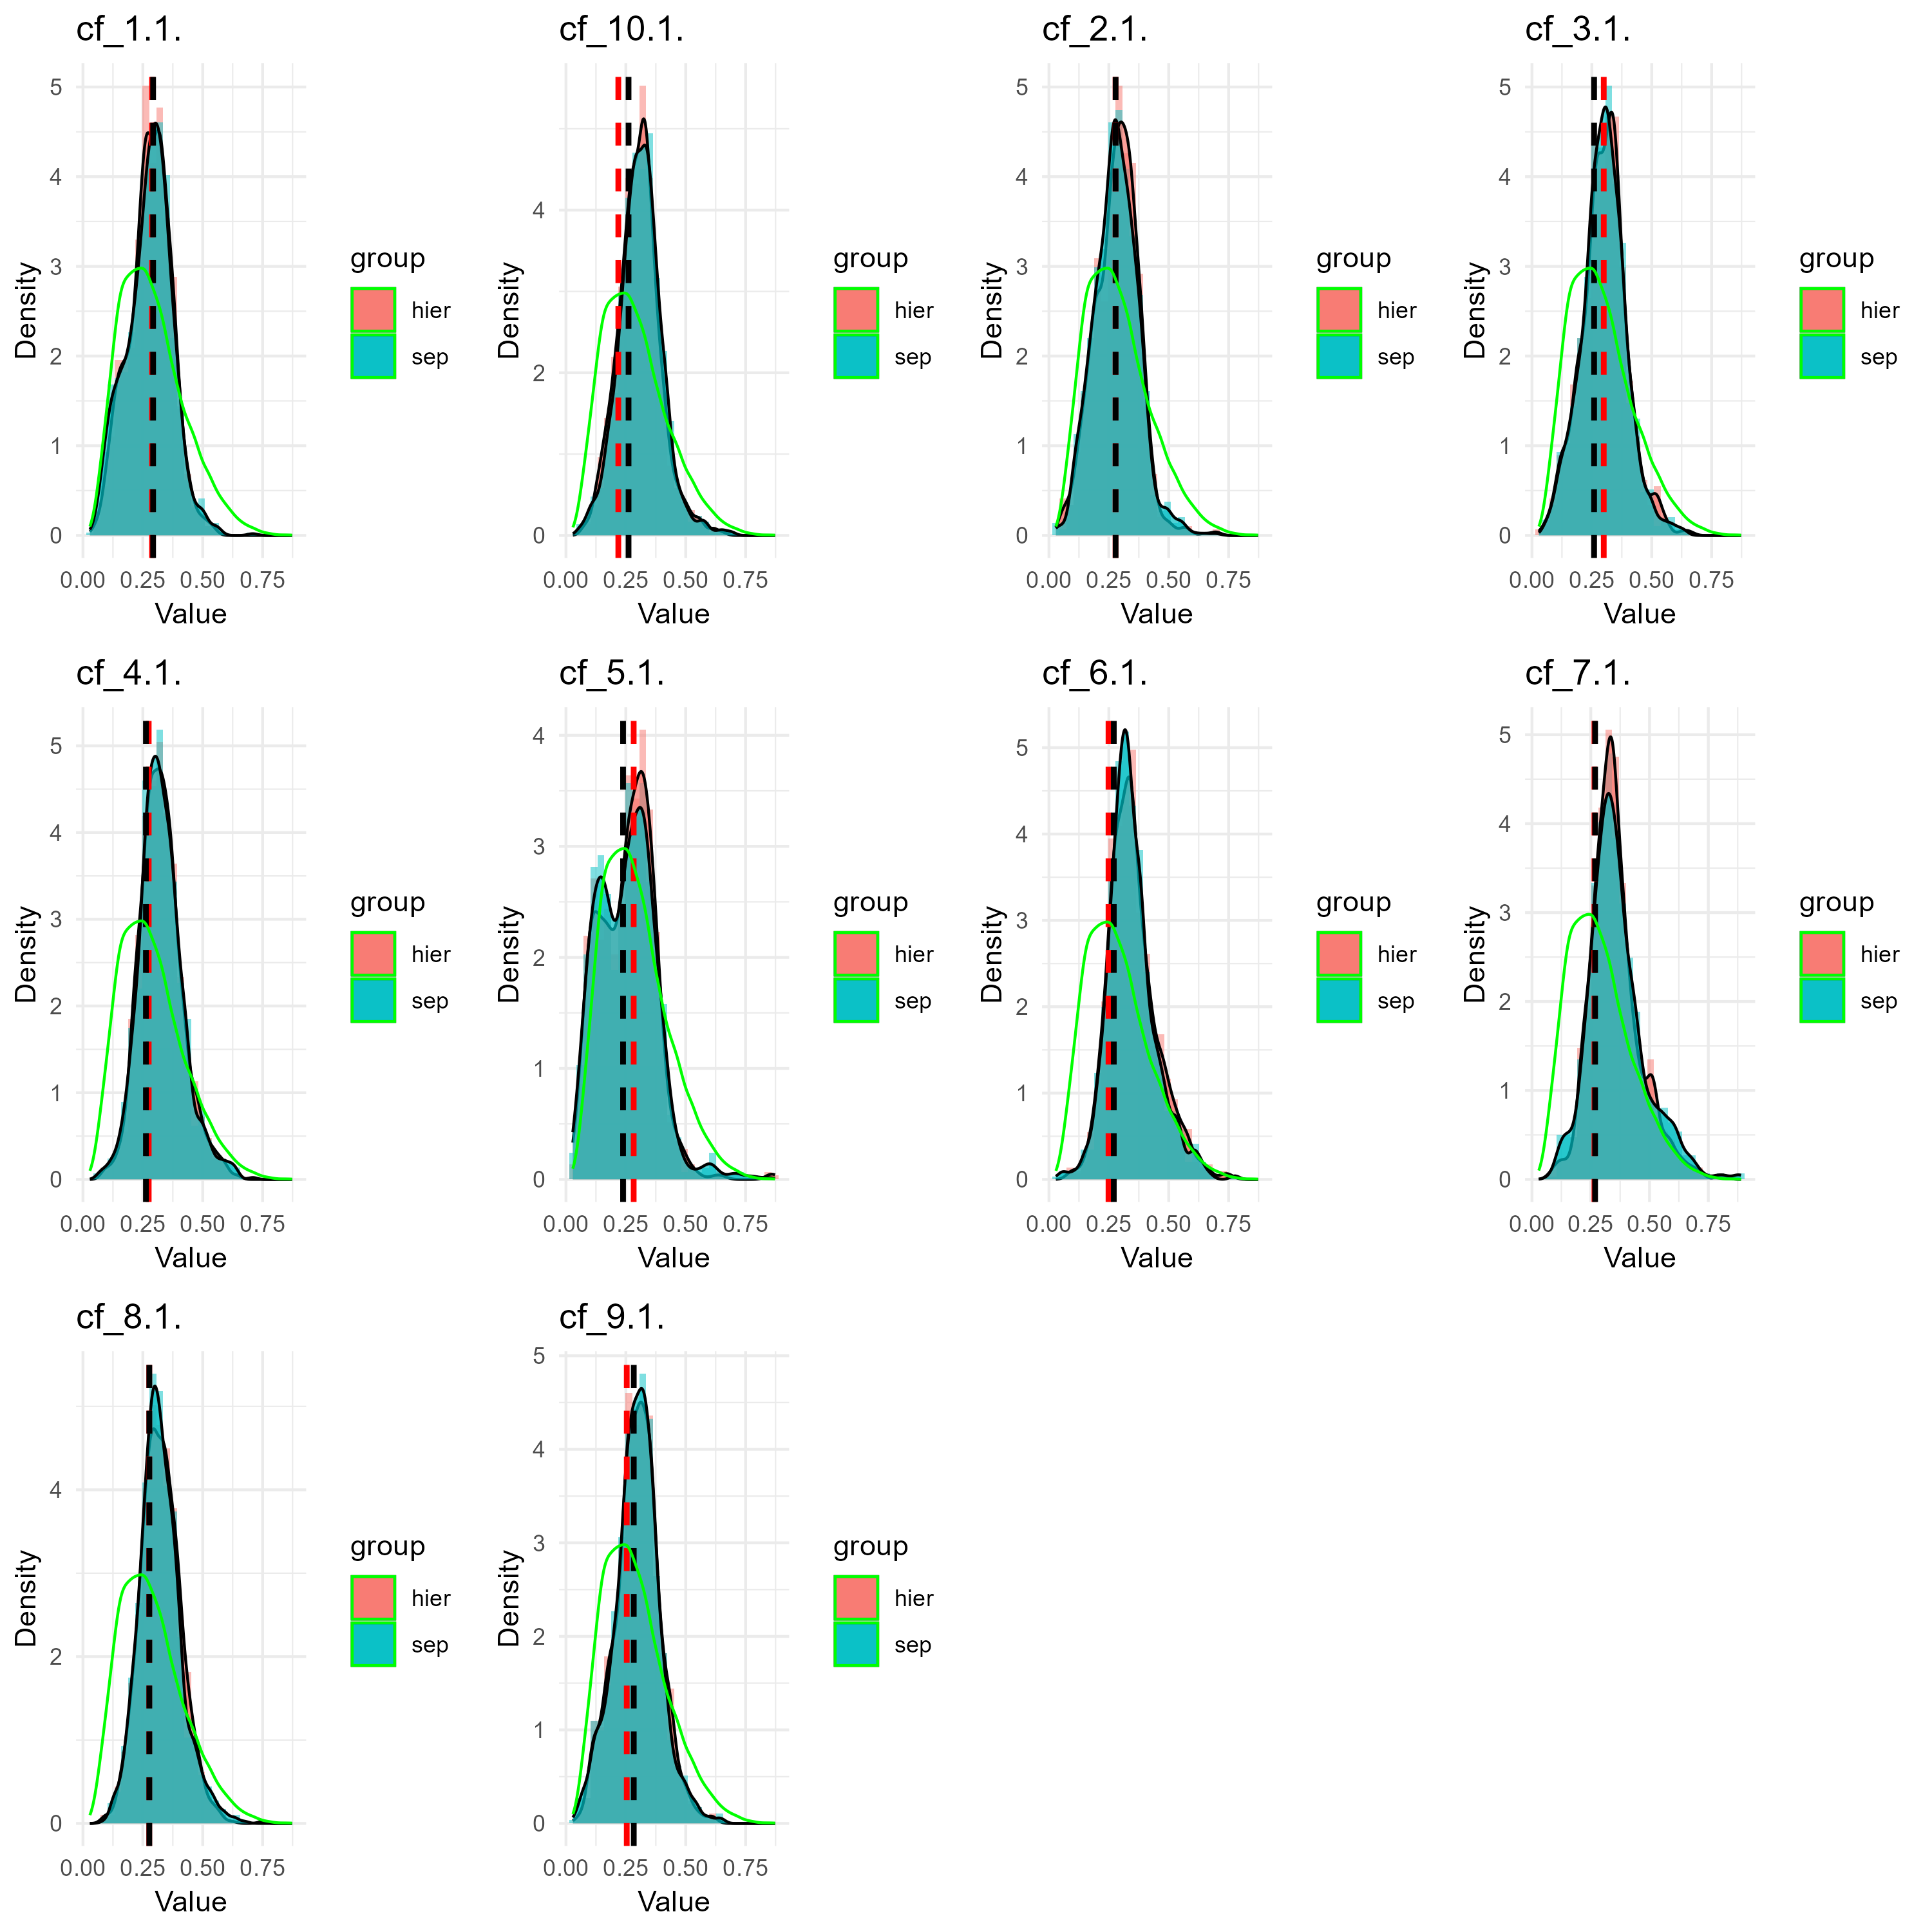 cf_1.1.
5
4
3
2
1
0
Density
0.00 0.25 0.50 0.75
Value
group
hier
sep
cf_10.1.
4
2
0
Density
0.00 0.25 0.50 0.75
Value
group
hier
sep
cf_2.1.
5
4
3
2
1
0
Density
0.00 0.25 0.50 0.75
Value
group
hier
sep
cf_3.1.
5
4
3
2
1
0
Density
0.00 0.25 0.50 0.75
Value
group
hier
sep
cf_4.1.
5
4
3
2
1
0
Density
0.00 0.25 0.50 0.75
Value
group
hier
sep
cf_5.1.
4
3
2
1
0
Density
0.00 0.25 0.50 0.75
Value
group
hier
sep
cf_6.1.
5
4
3
2
1
0
Density
0.00 0.25 0.50 0.75
Value
group
hier
sep
cf_7.1.
5
4
3
2
1
0
Density
0.00 0.25 0.50 0.75
Value
group
hier
sep
cf_8.1.
4
2
0
Density
0.00 0.25 0.50 0.75
Value
group
hier
sep
cf_9.1.
5
4
3
2
1
0
Density
0.00 0.25 0.50 0.75
Value
group
hier
sep